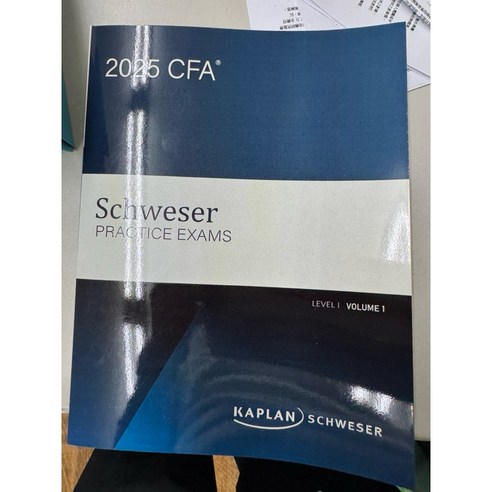 2025 CFA®
Schweser
PRACTICE EXAMS
LEVEL I VOLUME 1
KAPLAN SCHWESER